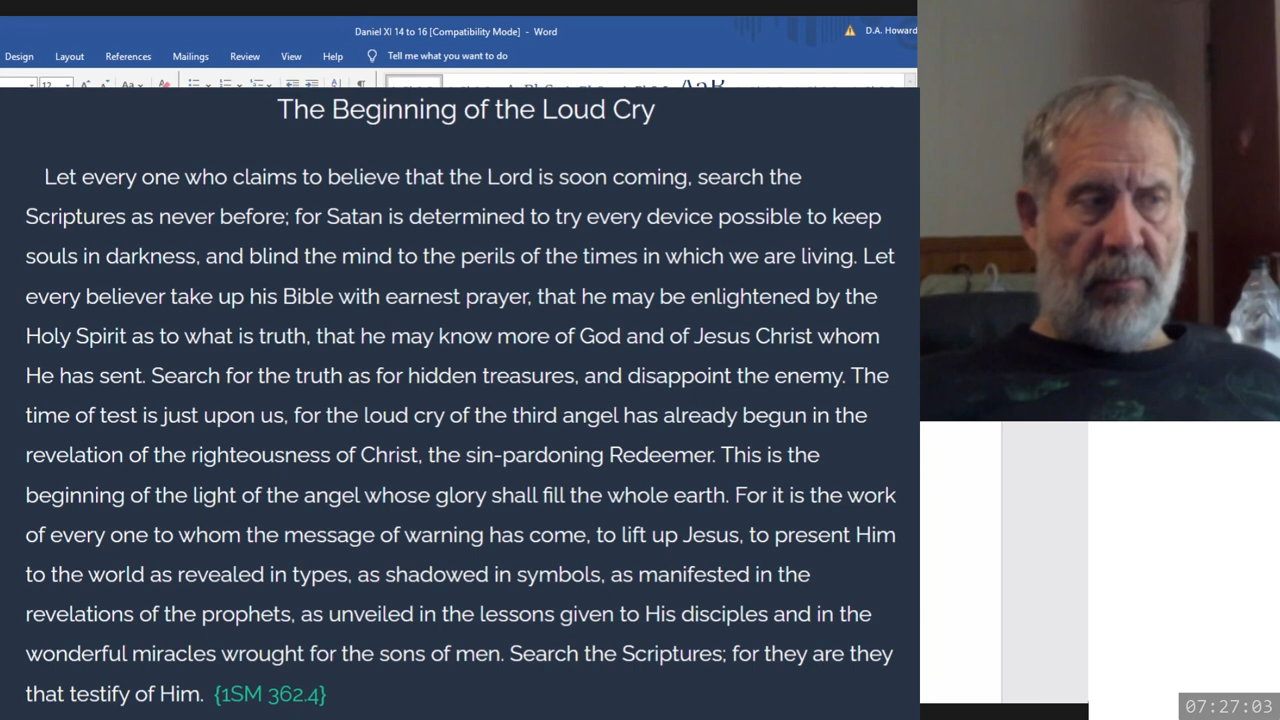 Daniel XI 14 to 16 [Compatibility Mode] - Word
D.A. Howard
Design Layout References Mailings Review View Help Tell me what you want to do
The Beginning of the Loud Cry
Let every one who claims to believe that the Lord is soon coming, search the
Scriptures as never before; for Satan is determined to try every device possible to keep
souls in darkness, and blind the mind to the perils of the times in which we are living. Let
every believer take up his Bible with earnest prayer, that he may be enlightened by the
Holy Spirit as to what is truth, that he may know more of God and of Jesus Christ whom
He has sent. Search for the truth as for hidden treasures, and disappoint the enemy. The
time of test is just upon us, for the loud cry of the third angel has already begun in the
revelation of the righteousness of Christ, the sin-pardoning Redeemer. This is the
beginning of the light of the angel whose glory shall fill the whole earth. For it is the work
of every one to whom the message of warning has come, to lift up Jesus, to present Him
to the world as revealed in types, as shadowed in symbols, as manifested in the
revelations of the prophets, as unveiled in the lessons given to His disciples and in the
wonderful miracles wrought for the sons of men. Search the Scriptures; for they are they
that testify of Him. {1SM 362.4}
07:27:03